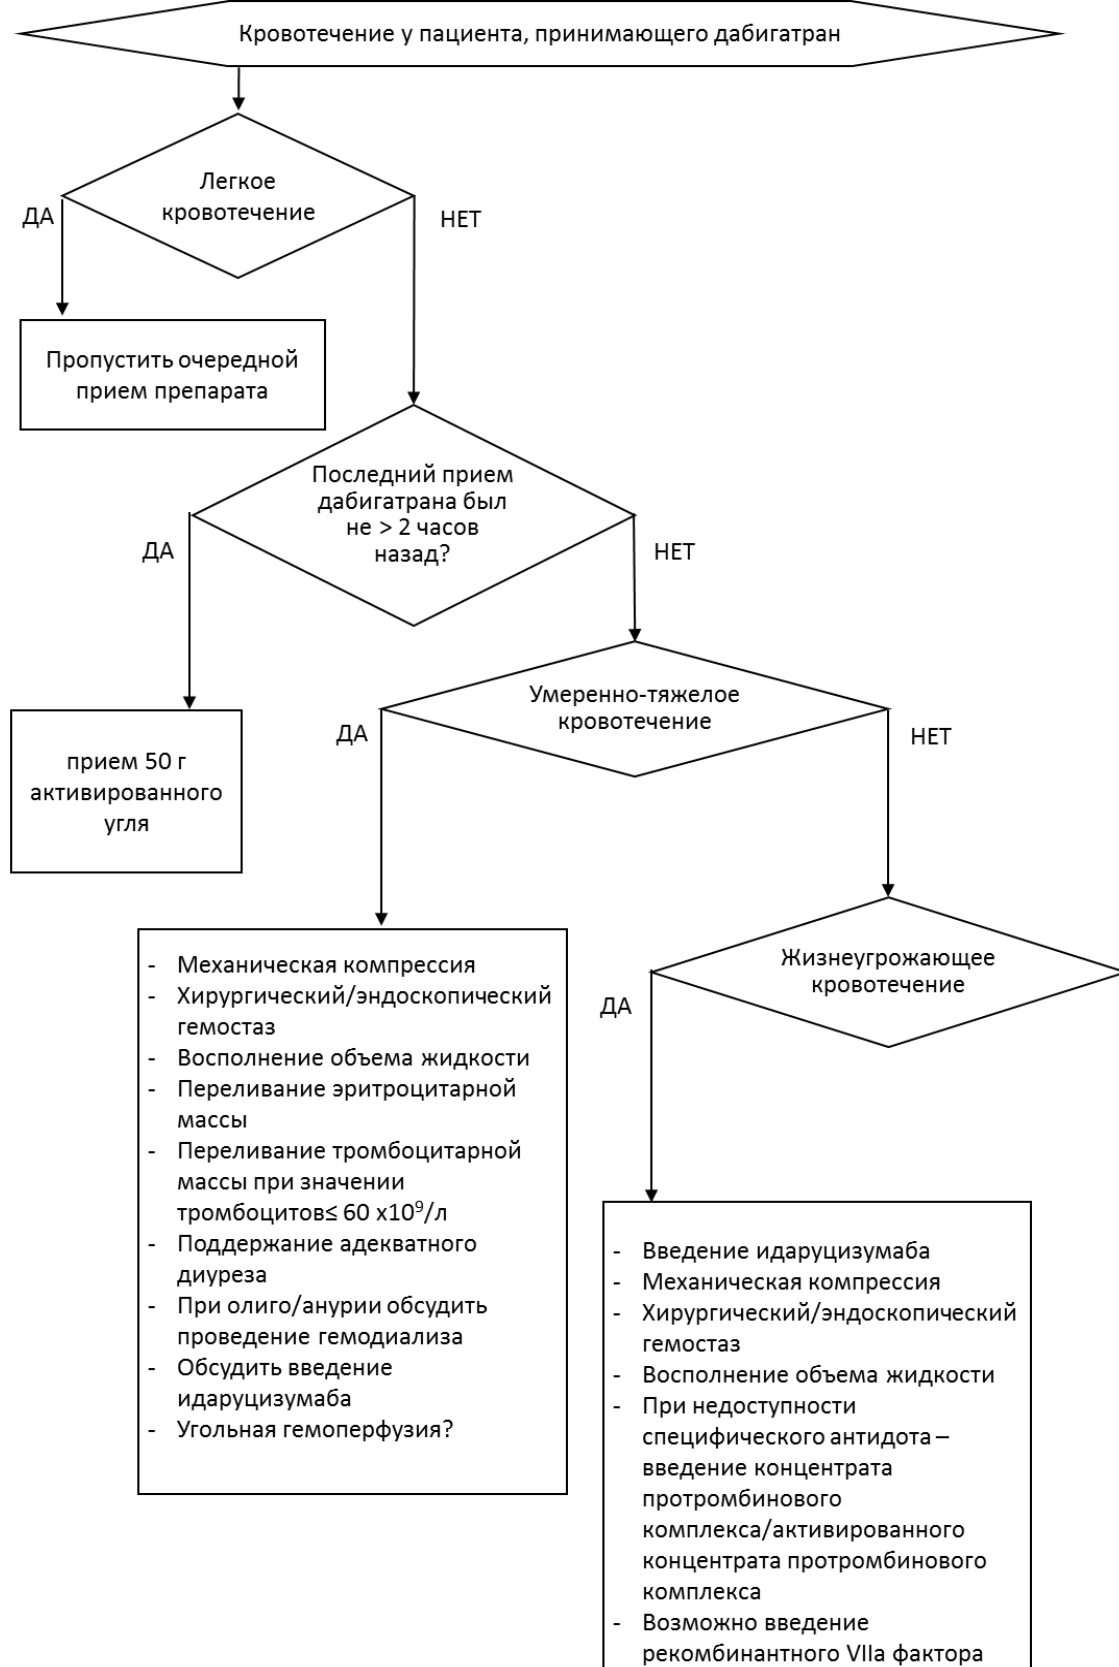 Кровотечение у пациента, принимающего дабигатран
Легкое
кровотечение
ДА
НЕТ
Пропустить очередной
прием препарата
Последний прием
дабигатрана был
не > 2 часов
назад?
ДА
НЕТ
прием 50 г
активированного
угля
Умеренно-тяжелое
кровотечение
ДА
НЕТ
- Механическая компрессия
- Хирургический/эндоскопический
гемостаз
- Восполнение объема жидкости
- Переливание эритроцитарной
массы
- Переливание тромбоцитарной
массы при значении
тромбоцитов≤ 60 x10⁹/л
- Поддержание адекватного
диуреза
- При олиго/анурии обсудить
проведение гемодиализа
- Обсудить введение
идаруцизумаба
- Угольная гемоперфузия?
Жизнеугрожающее
кровотечение
ДА
- Введение идаруцизумаба
- Механическая компрессия
- Хирургический/эндоскопический
гемостаз
- Восполнение объема жидкости
- При недоступности
специфического антидота –
введение концентрата
протромбинового
комплекса/активированного
концентрата протромбинового
комплекса
- Возможно введение
рекомбинантного VIIa фактора